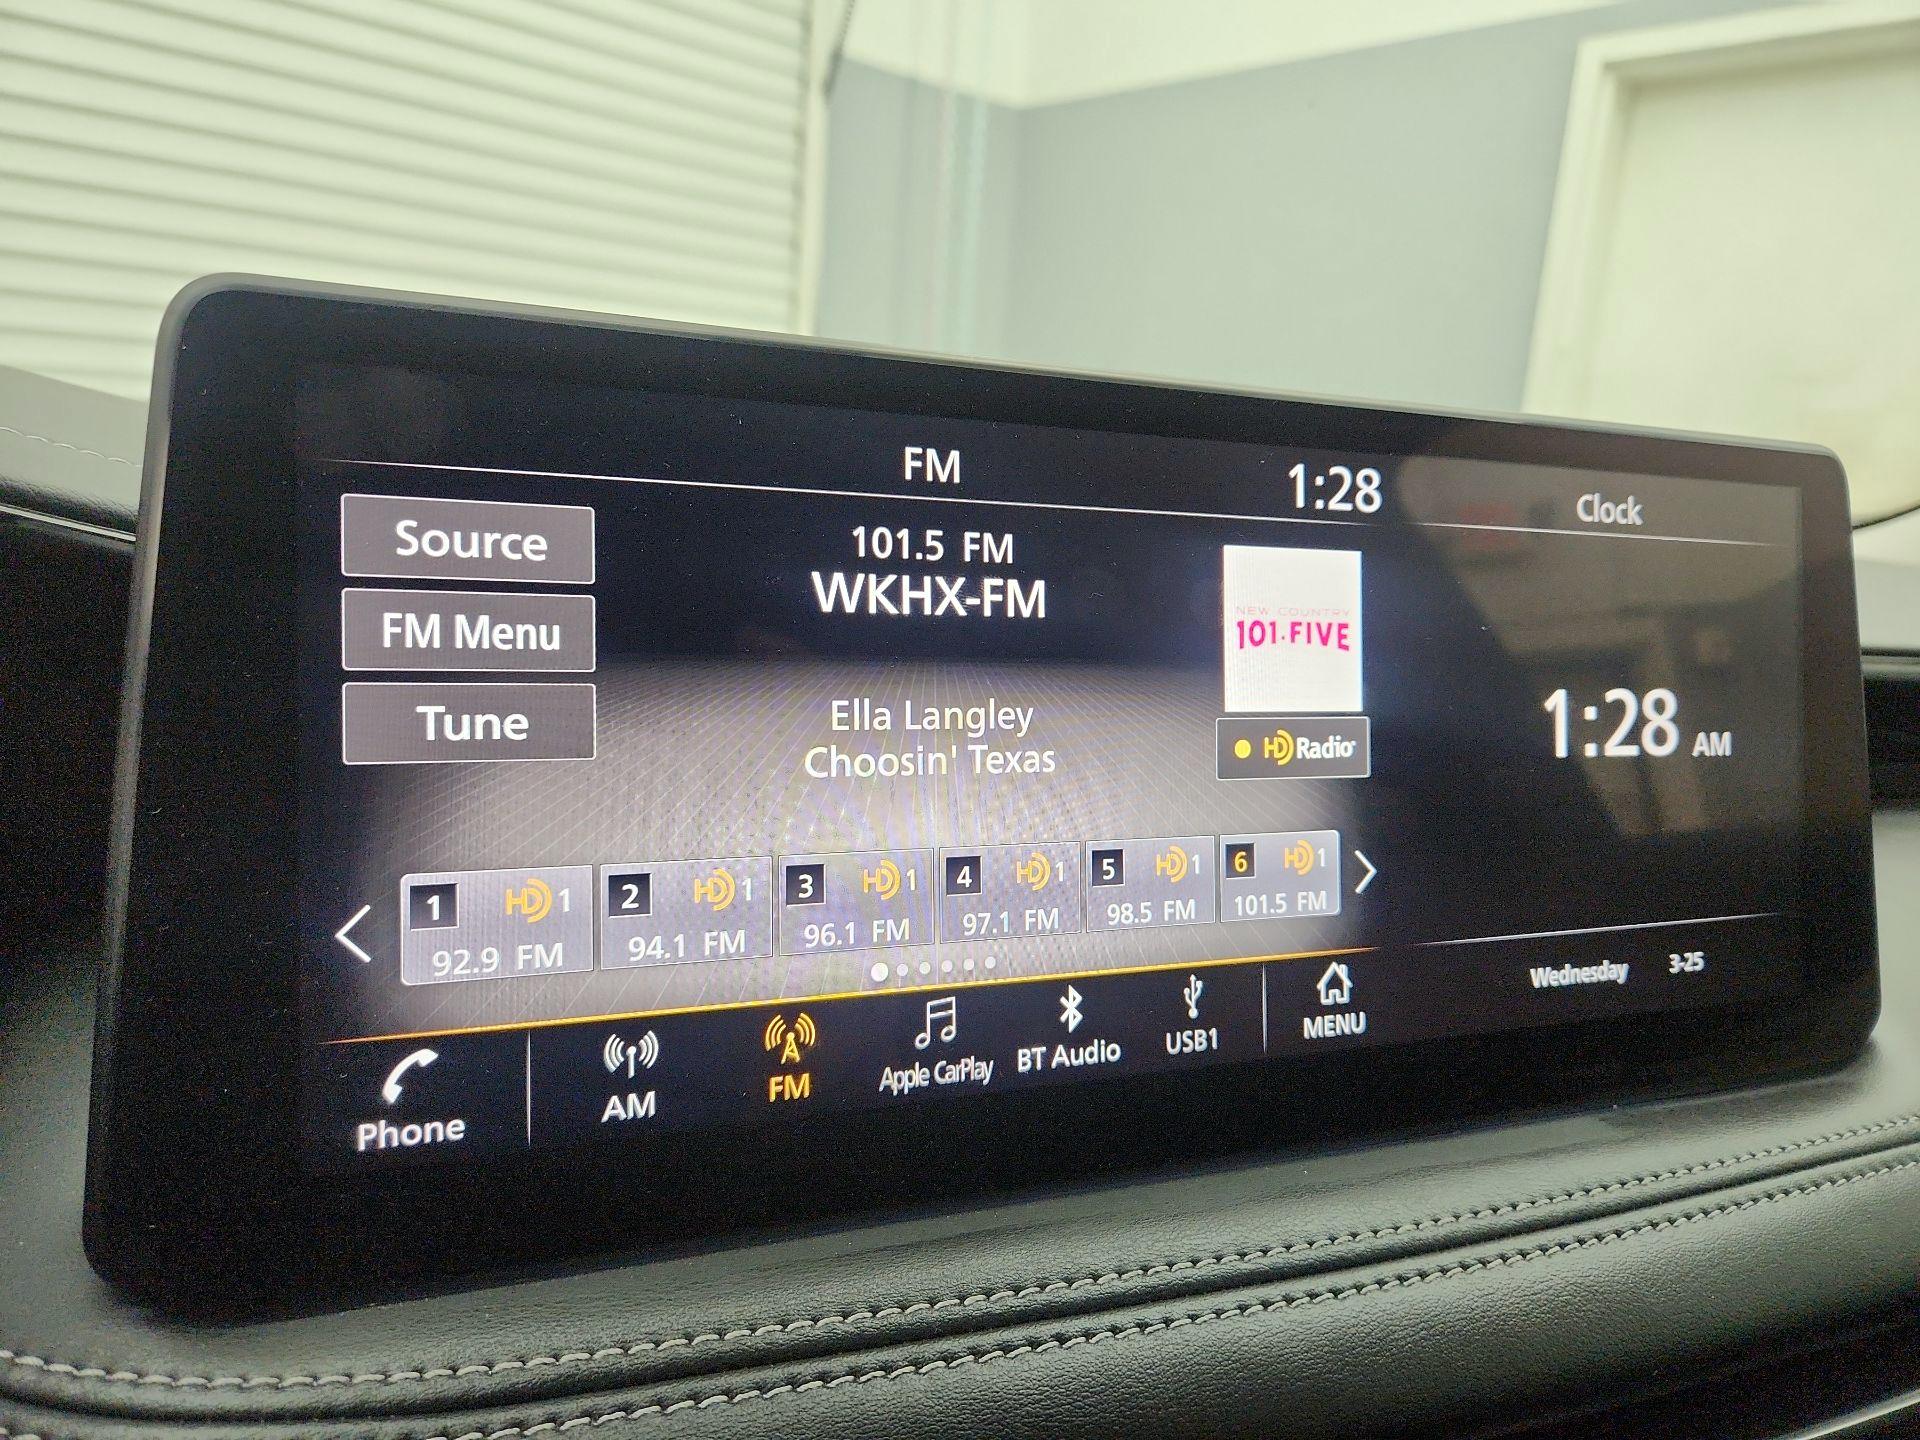 FM
1:28
Clock
Source
FM Menu
Tune
101.5 FM
WKHX-FM
NEW COUNTRY
101.FIVE
Ella Langley
Choosin' Texas
HD Radio
1:28 AM
1 HD 1
92.9 FM
2 HD 1
94.1 FM
3 HD 1
96.1 FM
4 HD 1
97.1 FM
5 HD 1
98.5 FM
6 HD 1
101.5 FM
Wednesday 3-25
Phone
AM
FM
Apple CarPlay
BT Audio
USB1
MENU